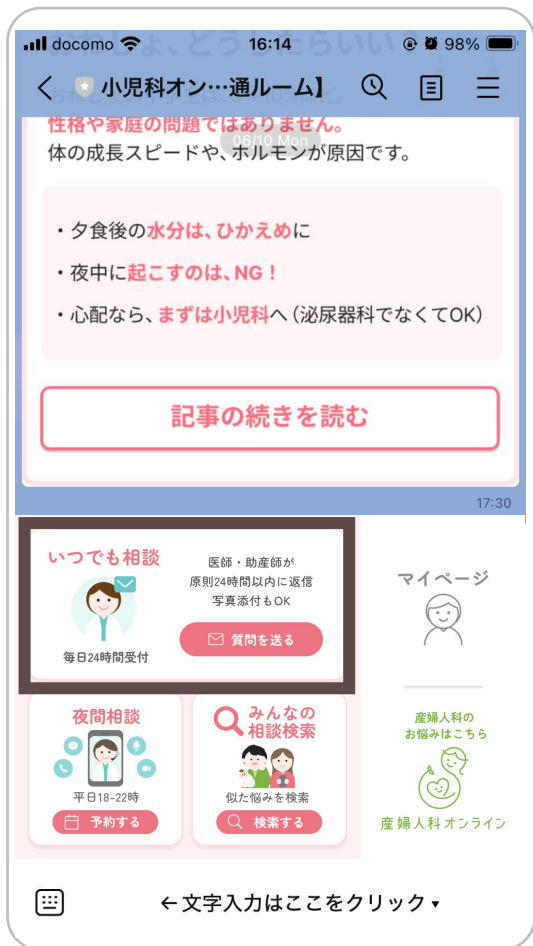 docomo 16:14 98%
小児科オン…通ルーム】
性格や家庭の問題ではありません。
06/10 Mon
体の成長スピードや、ホルモンが原因です。
・夕食後の水分は、ひかえめに
・夜中に起こすのは、NG！
・心配なら、まずは小児科へ（泌尿器科でなくてOK）
記事の続きを読む
17:30
いつでも相談
医師・助産師が
原則24時間以内に返信
写真添付もOK
質問を送る
毎日24時間受付
マイページ
夜間相談
平日18-22時
予約する
みんなの
相談検索
似た悩みを検索
検索する
産婦人科の
お悩みはこちら
産婦人科オンライン
←文字入力はここをクリック▼